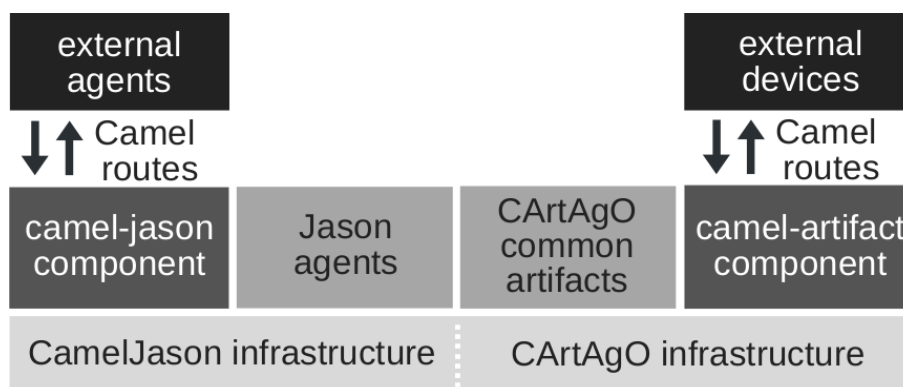 external
agents
external
devices
Camel
routes
Camel
routes
camel-jason
component
Jason
agents
CArtAgO
common
artifacts
camel-artifact
component
CamelJason infrastructure
CArtAgO infrastructure